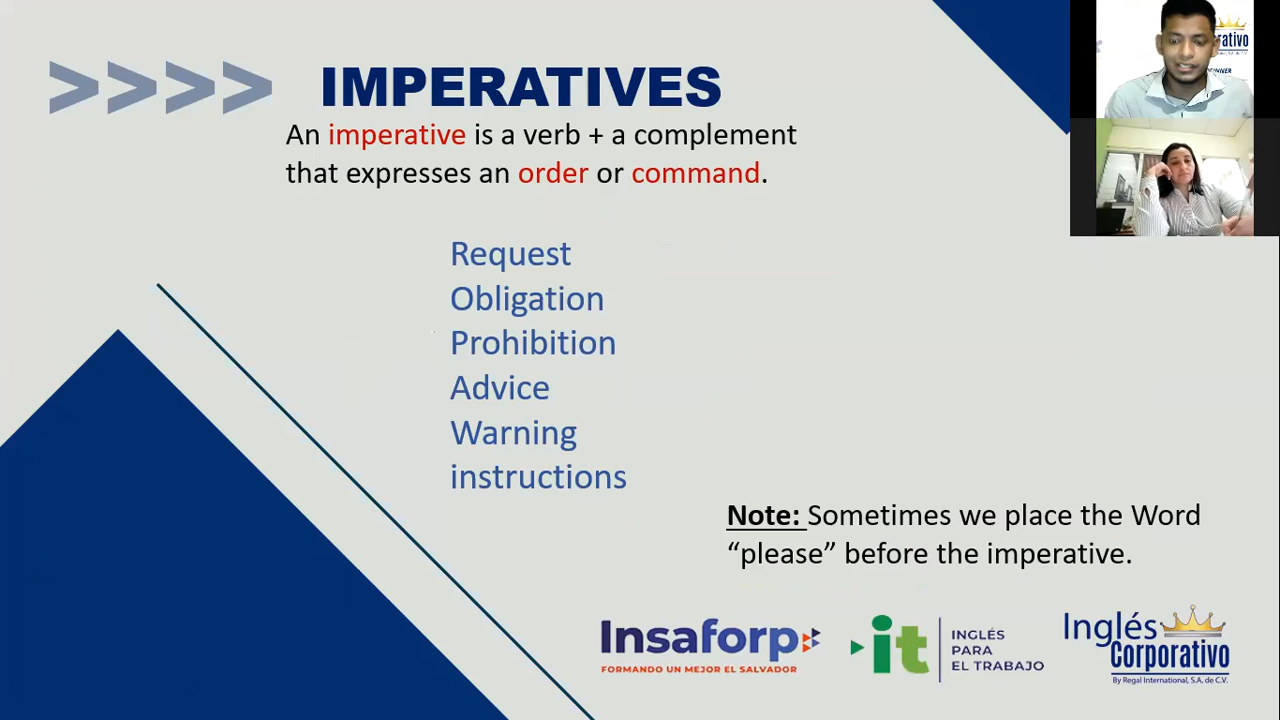 >>>> IMPERATIVES
An imperative is a verb + a complement
that expresses an order or command.
Request
Obligation
Prohibition
Advice
Warning
instructions
Note: Sometimes we place the Word
“please” before the imperative.
Insaforp
FORMANDO UN MEJOR EL SALVADOR
it
INGLÉS
PARA
EL TRABAJO
Inglés
Corporativo
By Regal International, S.A. de C.V.